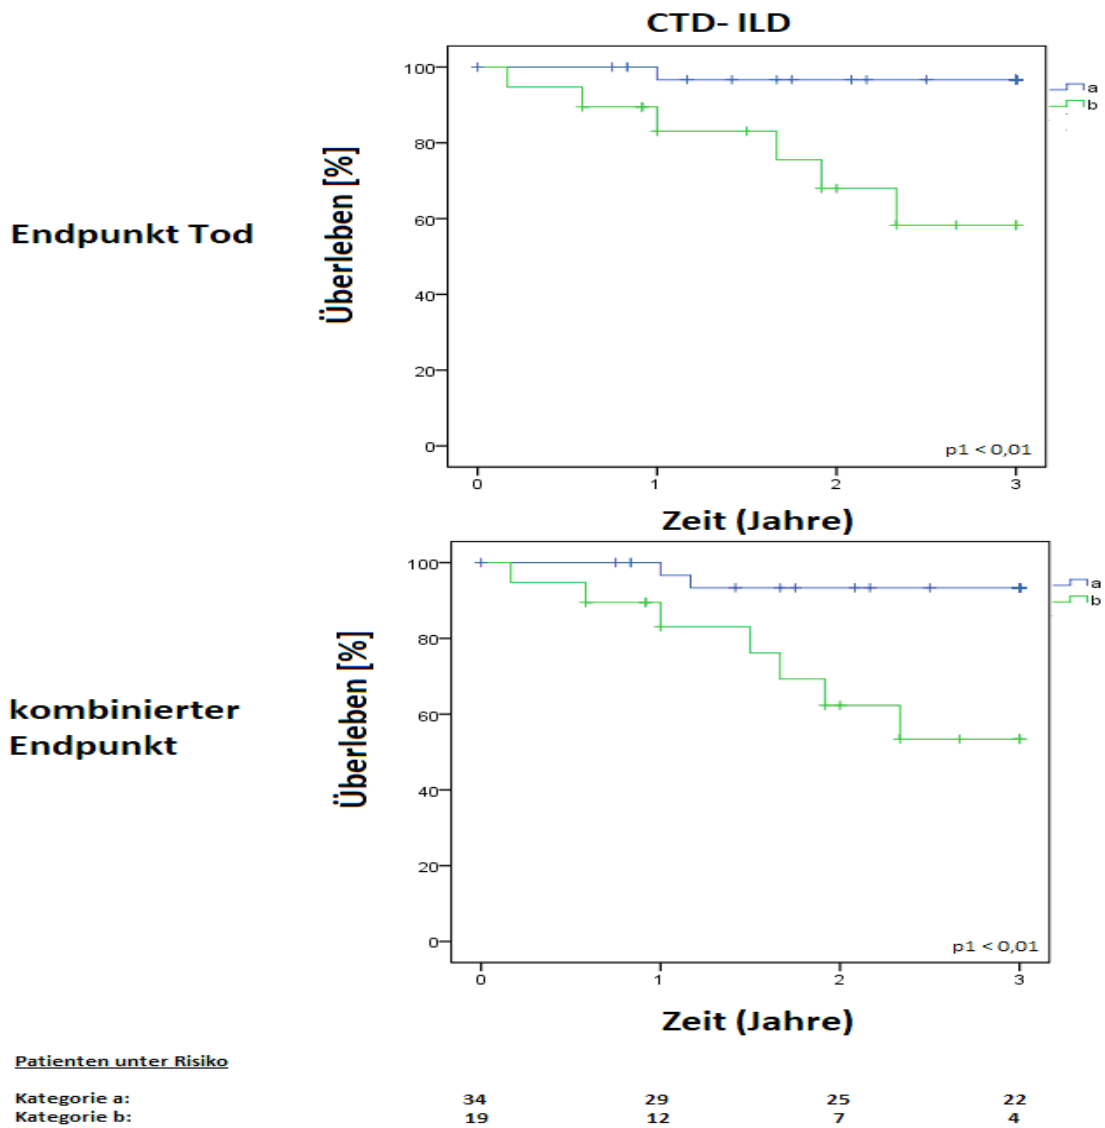 CTD- ILD
100
80
60
40
20
0
Überleben [%]
Endpunkt Tod
a
b
p1 < 0,01
0 1 2 3
Zeit (Jahre)
100
80
60
40
20
0
Überleben [%]
kombinierter
Endpunkt
a
b
p1 < 0,01
0 1 2 3
Zeit (Jahre)
Patienten unter Risiko
Kategorie a: 34 29 25 22
Kategorie b: 19 12 7 4